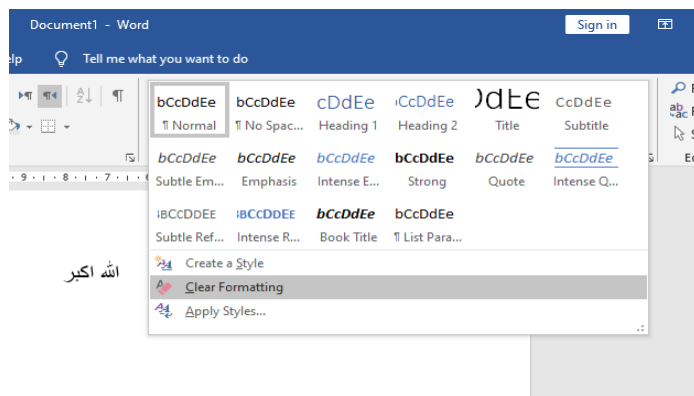 Document1 - Word
Sign in
Tell me what you want to do
bCcDdEe bCcDdEe cDdEe CcDdEe CcDdEe
¶ Normal ¶ No Spac... Heading 1 Heading 2 Title Subtitle
bCcDdEe bCcDdEe bCcDdEe bCcDdEe bCcDdEe bCcDdEe
Subtle Em... Emphasis Intense E... Strong Quote Intense Q...
BCCDDEE BCCDDEE bCcDdEe bCcDdEe
Subtle Ref... Intense R... Book Title ¶ List Para...
· 9 · ı · 8 · ı · 7 · ı ·
Create a Style
Clear Formatting
Apply Styles...
الله اكبر